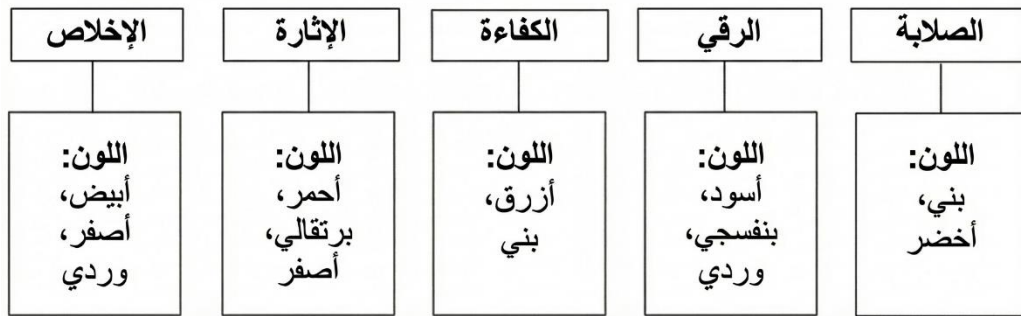 الصلابة
الرقي
الكفاءة
الإثارة
الإخلاص
اللون:
بني،
أخضر
اللون:
أسود،
بنفسجي،
وردي
اللون:
أزرق،
بني
اللون:
أحمر،
برتقالي،
أصفر
اللون:
أبيض،
أصفر،
وردي